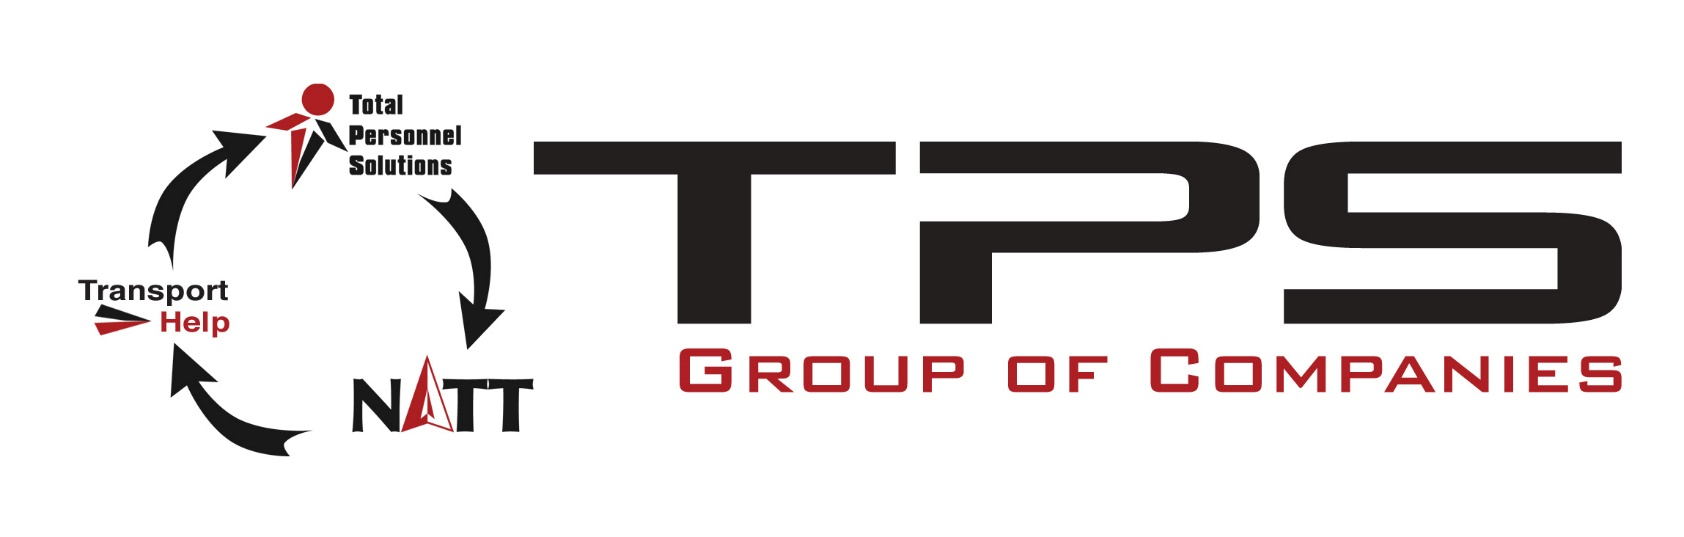 Total
Personnel
Solutions
Transport
Help
NATT
TPS
GROUP OF COMPANIES